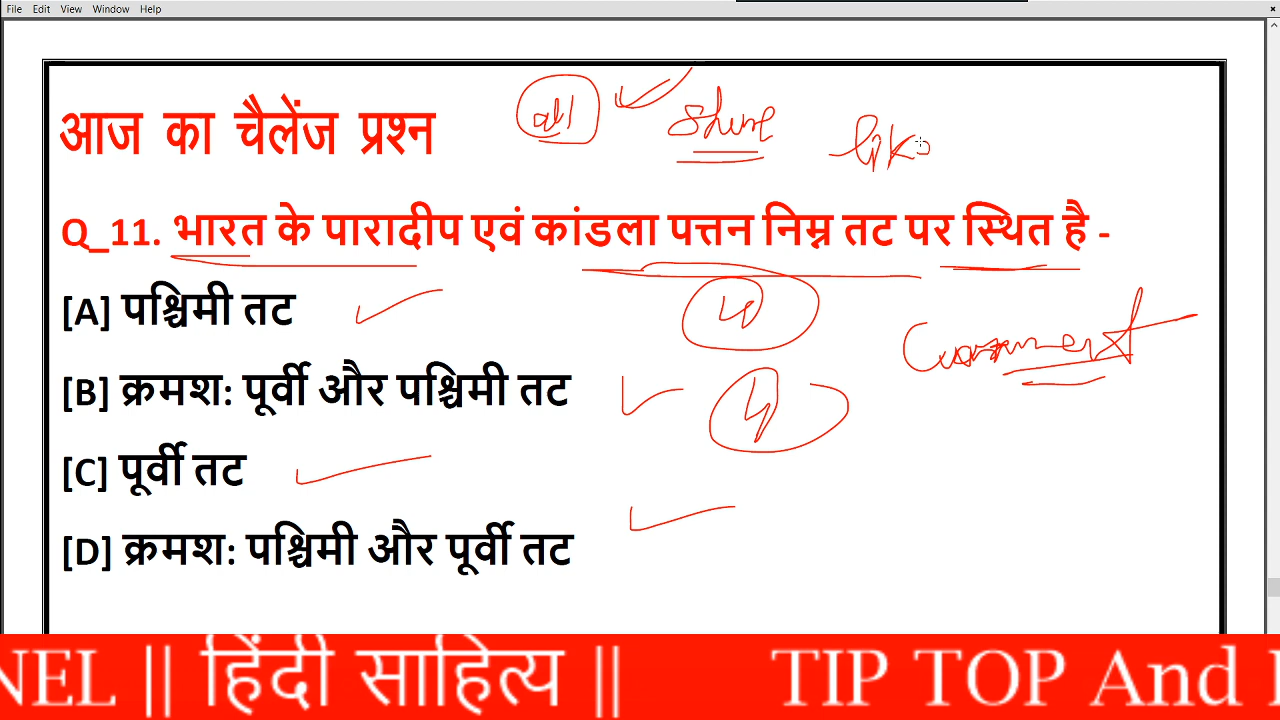 File Edit View Window Help
आज का चैलेंज प्रश्न
all Share like
Q_11. भारत के पारादीप एवं कांडला पत्तन निम्न तट पर स्थित है -
[A] पश्चिमी तट
Comment
[B] क्रमश: पूर्वी और पश्चिमी तट
[C] पूर्वी तट
[D] क्रमश: पश्चिमी और पूर्वी तट
NEL || हिंदी साहित्य || TIP TOP And